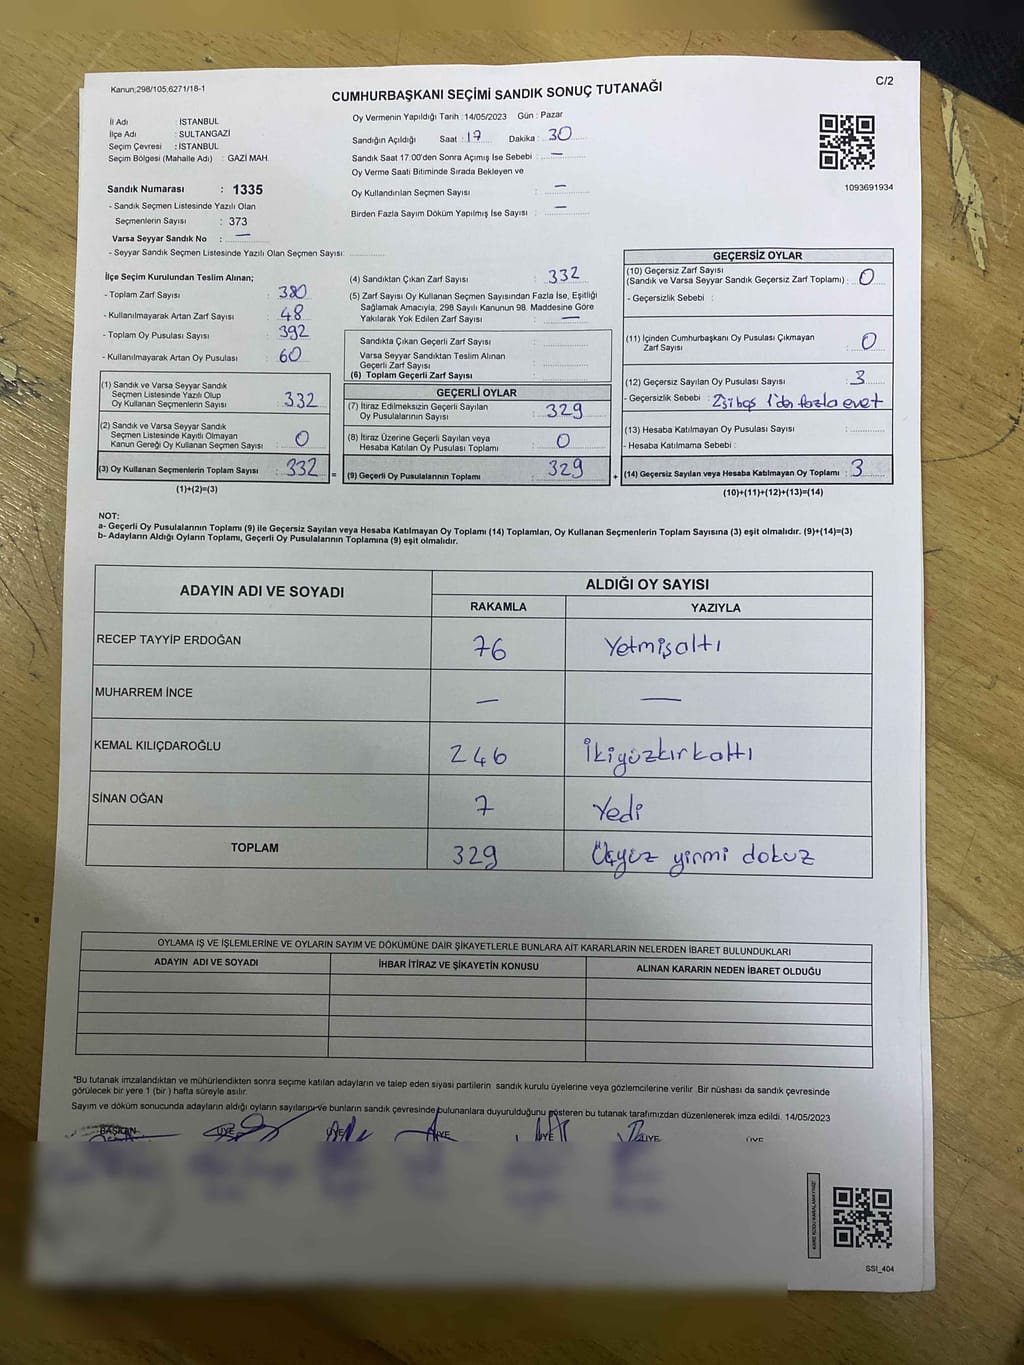 Kanun;298/105,6271/18-1
CUMHURBAŞKANI SEÇİMİ SANDIK SONUÇ TUTANAĞI
C/2
İl Adı : İSTANBUL
İlçe Adı : SULTANGAZİ
Seçim Çevresi : İSTANBUL
Seçim Bölgesi (Mahalle Adı) : GAZİ MAH.
Sandık Numarası : 1335
- Sandık Seçmen Listesinde Yazılı Olan
Seçmenlerin Sayısı : 373
Varsa Seyyar Sandık No : —
- Seyyar Sandık Seçmen Listesinde Yazılı Olan Seçmen Sayısı:
Oy Vermenin Yapıldığı Tarih :14/05/2023 Gün : Pazar
Sandığın Açıldığı Saat : 17 Dakika : 30
Sandık Saat 17.00'den Sonra Açımış İse Sebebi : —
Oy Verme Saati Bitiminde Sırada Bekleyen ve
Oy Kullandırılan Seçmen Sayısı : —
Birden Fazla Sayım Döküm Yapılmış İse Sayısı : —
1093691934
İlçe Seçim Kurulundan Teslim Alınan;
- Toplam Zarf Sayısı : 380
- Kullanılmayarak Artan Zarf Sayısı : 48
- Toplam Oy Pusulası Sayısı : 392
- Kullanılmayarak Artan Oy Pusulası : 60
(1) Sandık ve Varsa Seyyar Sandık
Seçmen Listesinde Yazılı Olup
Oy Kullanan Seçmenlerin Sayısı : 332
(2) Sandık ve Varsa Seyyar Sandık
Seçmen Listesinde Kayıtlı Olmayan
Kanun Gereği Oy Kullanan Seçmen Sayısı : 0
(3) Oy Kullanan Seçmenlerin Toplam Sayısı : 332
(1)+(2)=(3)
(4) Sandıktan Çıkan Zarf Sayısı : 332
(5) Zarf Sayısı Oy Kullanan Seçmen Sayısından Fazla İse, Eşitliği
Sağlamak Amacıyla, 298 Sayılı Kanunun 98. Maddesine Göre
Yakılarak Yok Edilen Zarf Sayısı : —
Sandıkta Çıkan Geçerli Zarf Sayısı :
Varsa Seyyar Sandıktan Teslim Alınan
Geçerli Zarf Sayısı :
(6) Toplam Geçerli Zarf Sayısı :
GEÇERLİ OYLAR
(7) İtiraz Edilmeksizin Geçerli Sayılan
Oy Pusulalarının Sayısı : 329
(8) İtiraz Üzerine Geçerli Sayılan veya
Hesaba Katılan Oy Pusulası Toplamı : 0
= (9) Geçerli Oy Pusulalarının Toplamı : 329 +
GEÇERSİZ OYLAR
(10) Geçersiz Zarf Sayısı
(Sandık ve Varsa Seyyar Sandık Geçersiz Zarf Toplamı) : 0
- Geçersizlik Sebebi :
(11) İçinden Cumhurbaşkanı Oy Pusulası Çıkmayan
Zarf Sayısı : 0
(12) Geçersiz Sayılan Oy Pusulası Sayısı : 3
- Geçersizlik Sebebi : 2'si boş 1'den fazla evet
(13) Hesaba Katılmayan Oy Pusulası Sayısı :
- Hesaba Katılmama Sebebi :
(14) Geçersiz Sayılan veya Hesaba Katılmayan Oy Toplamı : 3
(10)+(11)+(12)+(13)=(14)
NOT:
a- Geçerli Oy Pusulalarının Toplamı (9) ile Geçersiz Sayılan veya Hesaba Katılmayan Oy Toplamı (14) Toplamları, Oy Kullanan Seçmenlerin Toplam Sayısına (3) eşit olmalıdır. (9)+(14)=(3)
b- Adayların Aldığı Oyların Toplamı, Geçerli Oy Pusulalarının Toplamına (9) eşit olmalıdır.
ADAYIN ADI VE SOYADI
ALDIĞI OY SAYISI
RAKAMLA YAZIYLA
RECEP TAYYİP ERDOĞAN 76 Yetmişaltı
MUHARREM İNCE — —
KEMAL KILIÇDAROĞLU 246 İkiyüzkırkaltı
SİNAN OĞAN 7 Yedi
TOPLAM 329 Üçyüz yirmi dokuz
OYLAMA İŞ VE İŞLEMLERİNE VE OYLARIN SAYIM VE DÖKÜMÜNE DAİR ŞİKAYETLERLE BUNLARA AİT KARARLARIN NELERDEN İBARET BULUNDUKLARI
ADAYIN ADI VE SOYADI İHBAR İTİRAZ VE ŞİKAYETİN KONUSU ALINAN KARARIN NEDEN İBARET OLDUĞU
*Bu tutanak imzalandıktan ve mühürlendikten sonra seçime katılan adayların ve talep eden siyasi partilerin sandık kurulu üyelerine veya gözlemcilerine verilir .Bir nüshası da sandık çevresinde
görülecek bir yere 1 (bir ) hafta süreyle asılır.
Sayım ve döküm sonucunda adayların aldığı oyların sayılarını ve bunların sandık çevresinde bulunanlara duyurulduğunu gösteren bu tutanak tarafımızdan düzenlenerek imza edildi. 14/05/2023
BAŞKAN ÜYE ÜYE ÜYE ÜYE ÜYE ÜYE
KARE KODU KARALAMAYINIZ!
SSI_404